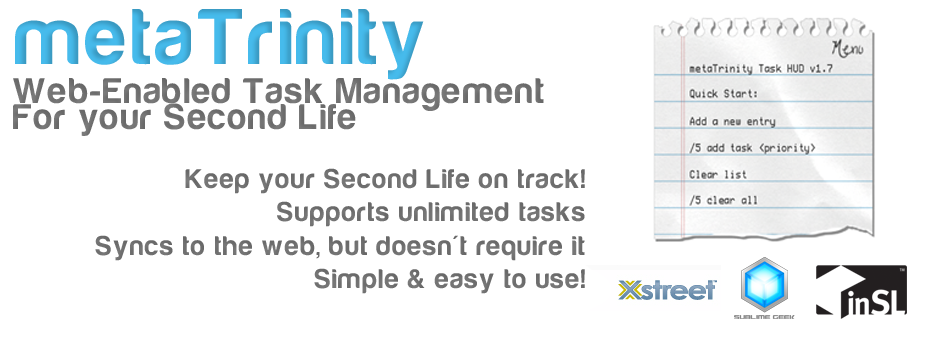 metaTrinity
Web-Enabled Task Management
For your Second Life
Keep your Second Life on track!
Supports unlimited tasks
Syncs to the web, but doesn´t require it
Simple & easy to use!
Menu
metaTrinity Task HUD v1.7
Quick Start:
Add a new entry
/5 add task <priority>
Clear list
/5 clear all
Xstreet™
SUBLIME GEEK
inSL™